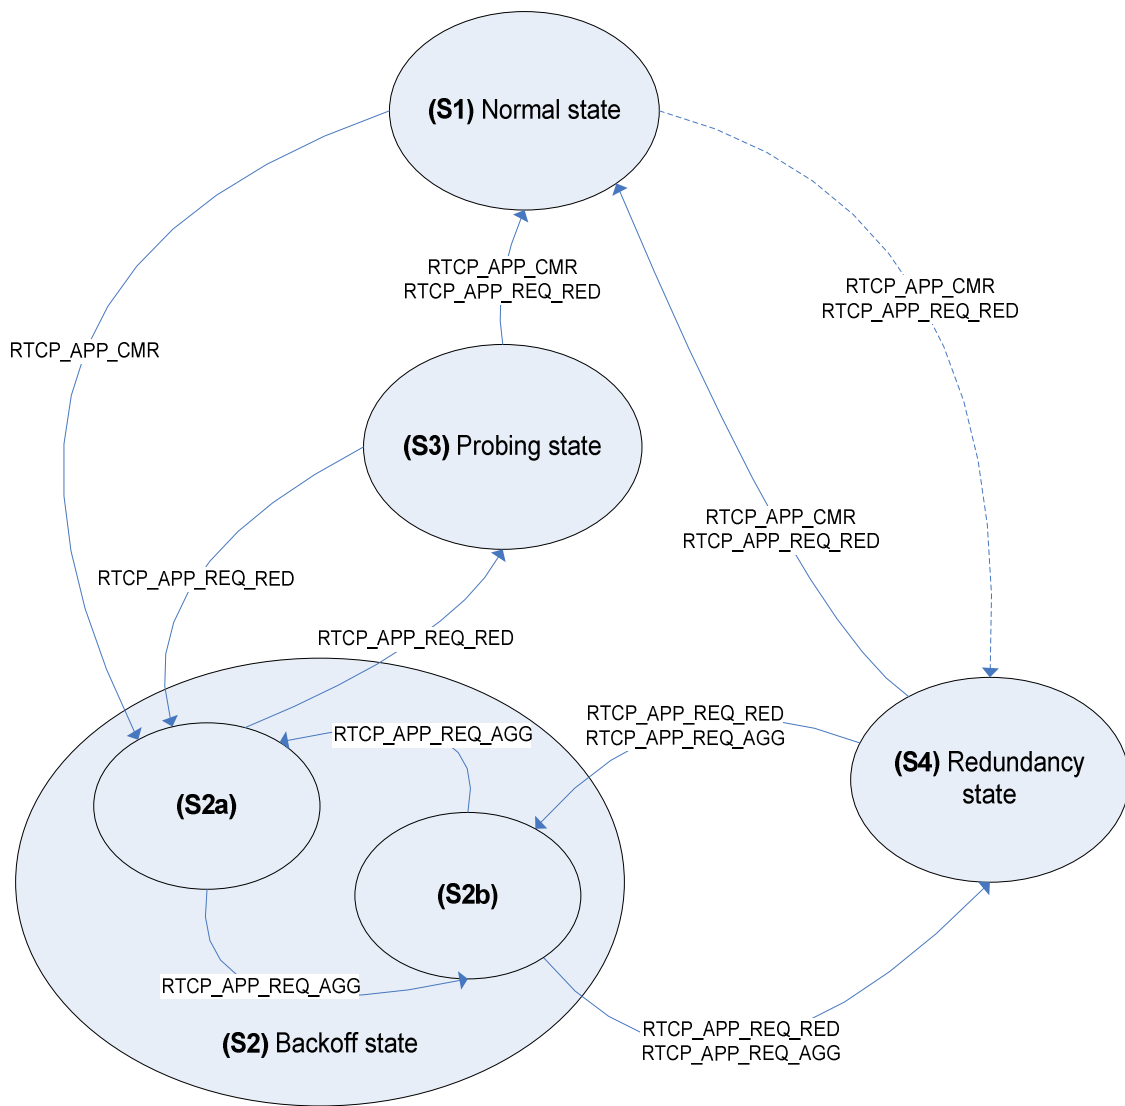 (S1) Normal state
RTCP_APP_CMR
RTCP_APP_REQ_RED
RTCP_APP_CMR
RTCP_APP_REQ_RED
RTCP_APP_CMR
(S3) Probing state
RTCP_APP_CMR
RTCP_APP_REQ_RED
RTCP_APP_REQ_RED
RTCP_APP_REQ_RED
RTCP_APP_REQ_RED
RTCP_APP_REQ_AGG
RTCP_APP_REQ_AGG
(S4) Redundancy
state
(S2a)
(S2b)
RTCP_APP_REQ_AGG
(S2) Backoff state
RTCP_APP_REQ_RED
RTCP_APP_REQ_AGG